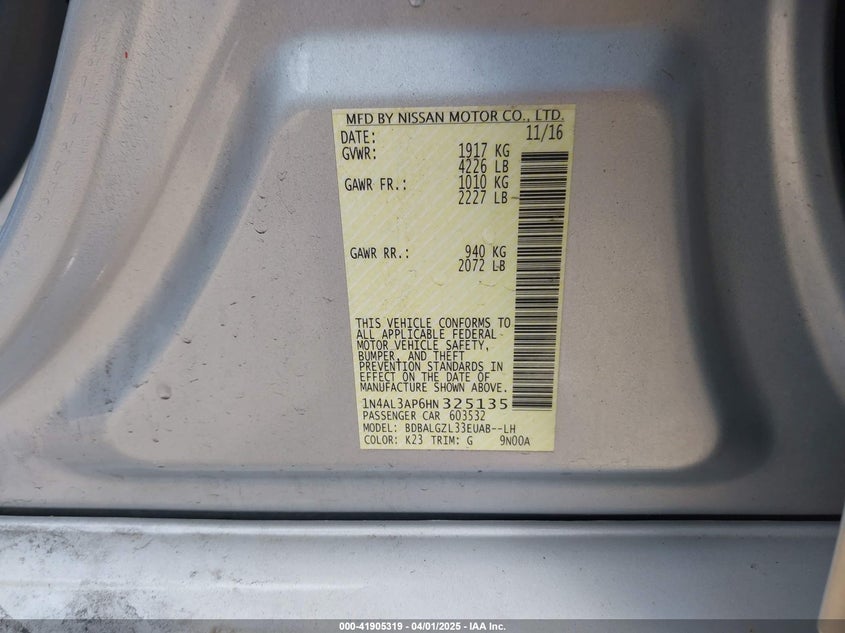 MFD BY NISSAN MOTOR CO., LTD.
DATE: 11/16
GVWR: 1917 KG
4226 LB
GAWR FR.: 1010 KG
2227 LB
GAWR RR.: 940 KG
2072 LB
THIS VEHICLE CONFORMS TO
ALL APPLICABLE FEDERAL
MOTOR VEHICLE SAFETY,
BUMPER, AND THEFT
PREVENTION STANDARDS IN
EFFECT ON THE DATE OF
MANUFACTURE SHOWN ABOVE.
1N4AL3AP6HN325135
PASSENGER CAR 603532
MODEL: BDBALGZL33EUAB--LH
COLOR: K23 TRIM: G 9N00A
000-41905319 - 04/01/2025 - IAA Inc.